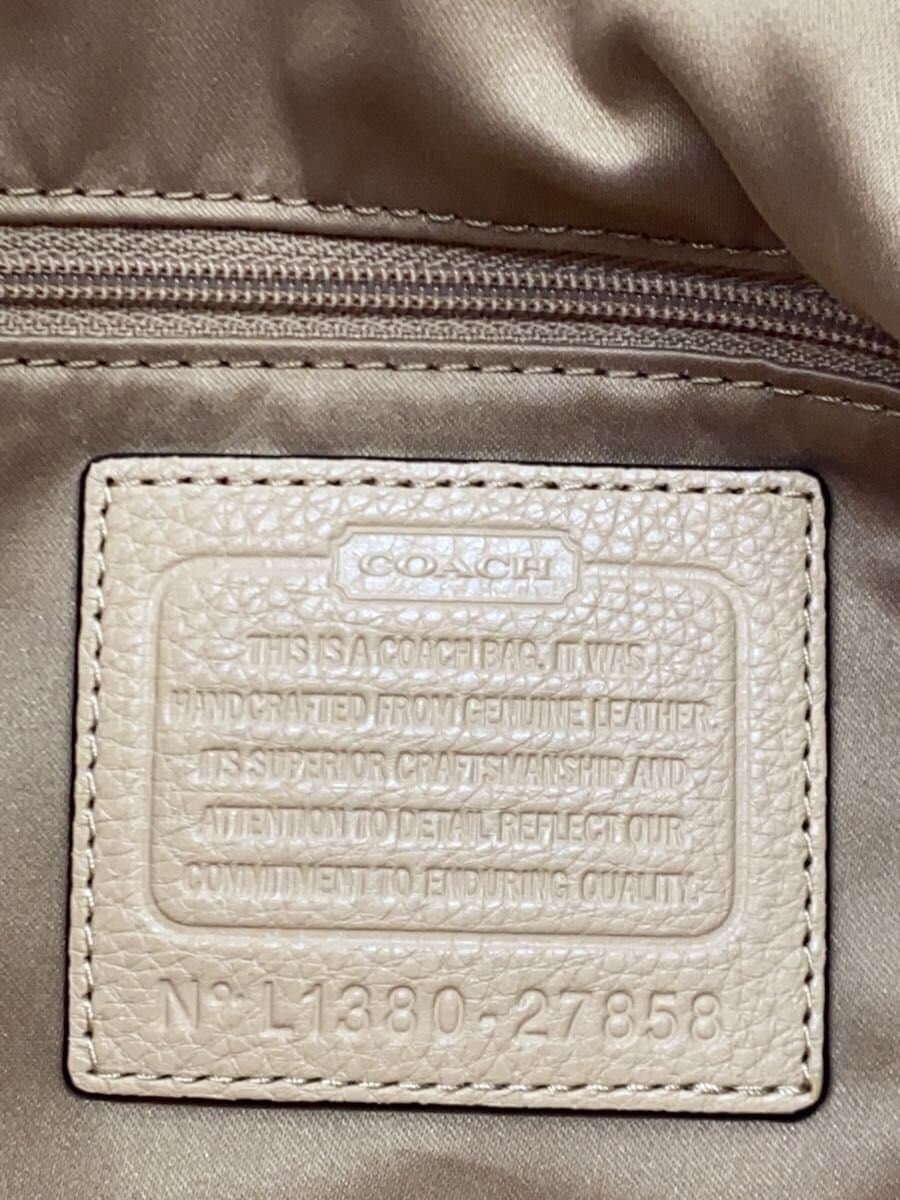 COACH
THIS IS A COACH BAG. IT WAS
HANDCRAFTED FROM GENUINE LEATHER.
ITS SUPERIOR CRAFTSMANSHIP AND
ATTENTION TO DETAIL REFLECT OUR
COMMITMENT TO ENDURING QUALITY.
Nº. L1380-27858